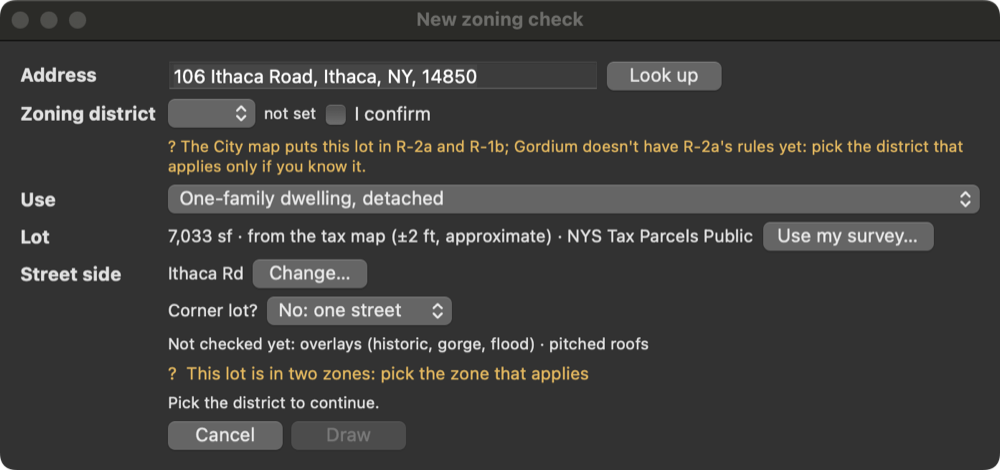 New zoning check
Address
106 Ithaca Road, Ithaca, NY, 14850
Look up
Zoning district
not set
I confirm
? The City map puts this lot in R-2a and R-1b; Gordium doesn't have R-2a's rules yet: pick the district that
applies only if you know it.
Use
One-family dwelling, detached
Lot
7,033 sf · from the tax map (±2 ft, approximate) · NYS Tax Parcels Public
Use my survey...
Street side
Ithaca Rd
Change...
Corner lot?
No: one street
Not checked yet: overlays (historic, gorge, flood) · pitched roofs
? This lot is in two zones: pick the zone that applies
Pick the district to continue.
Cancel
Draw